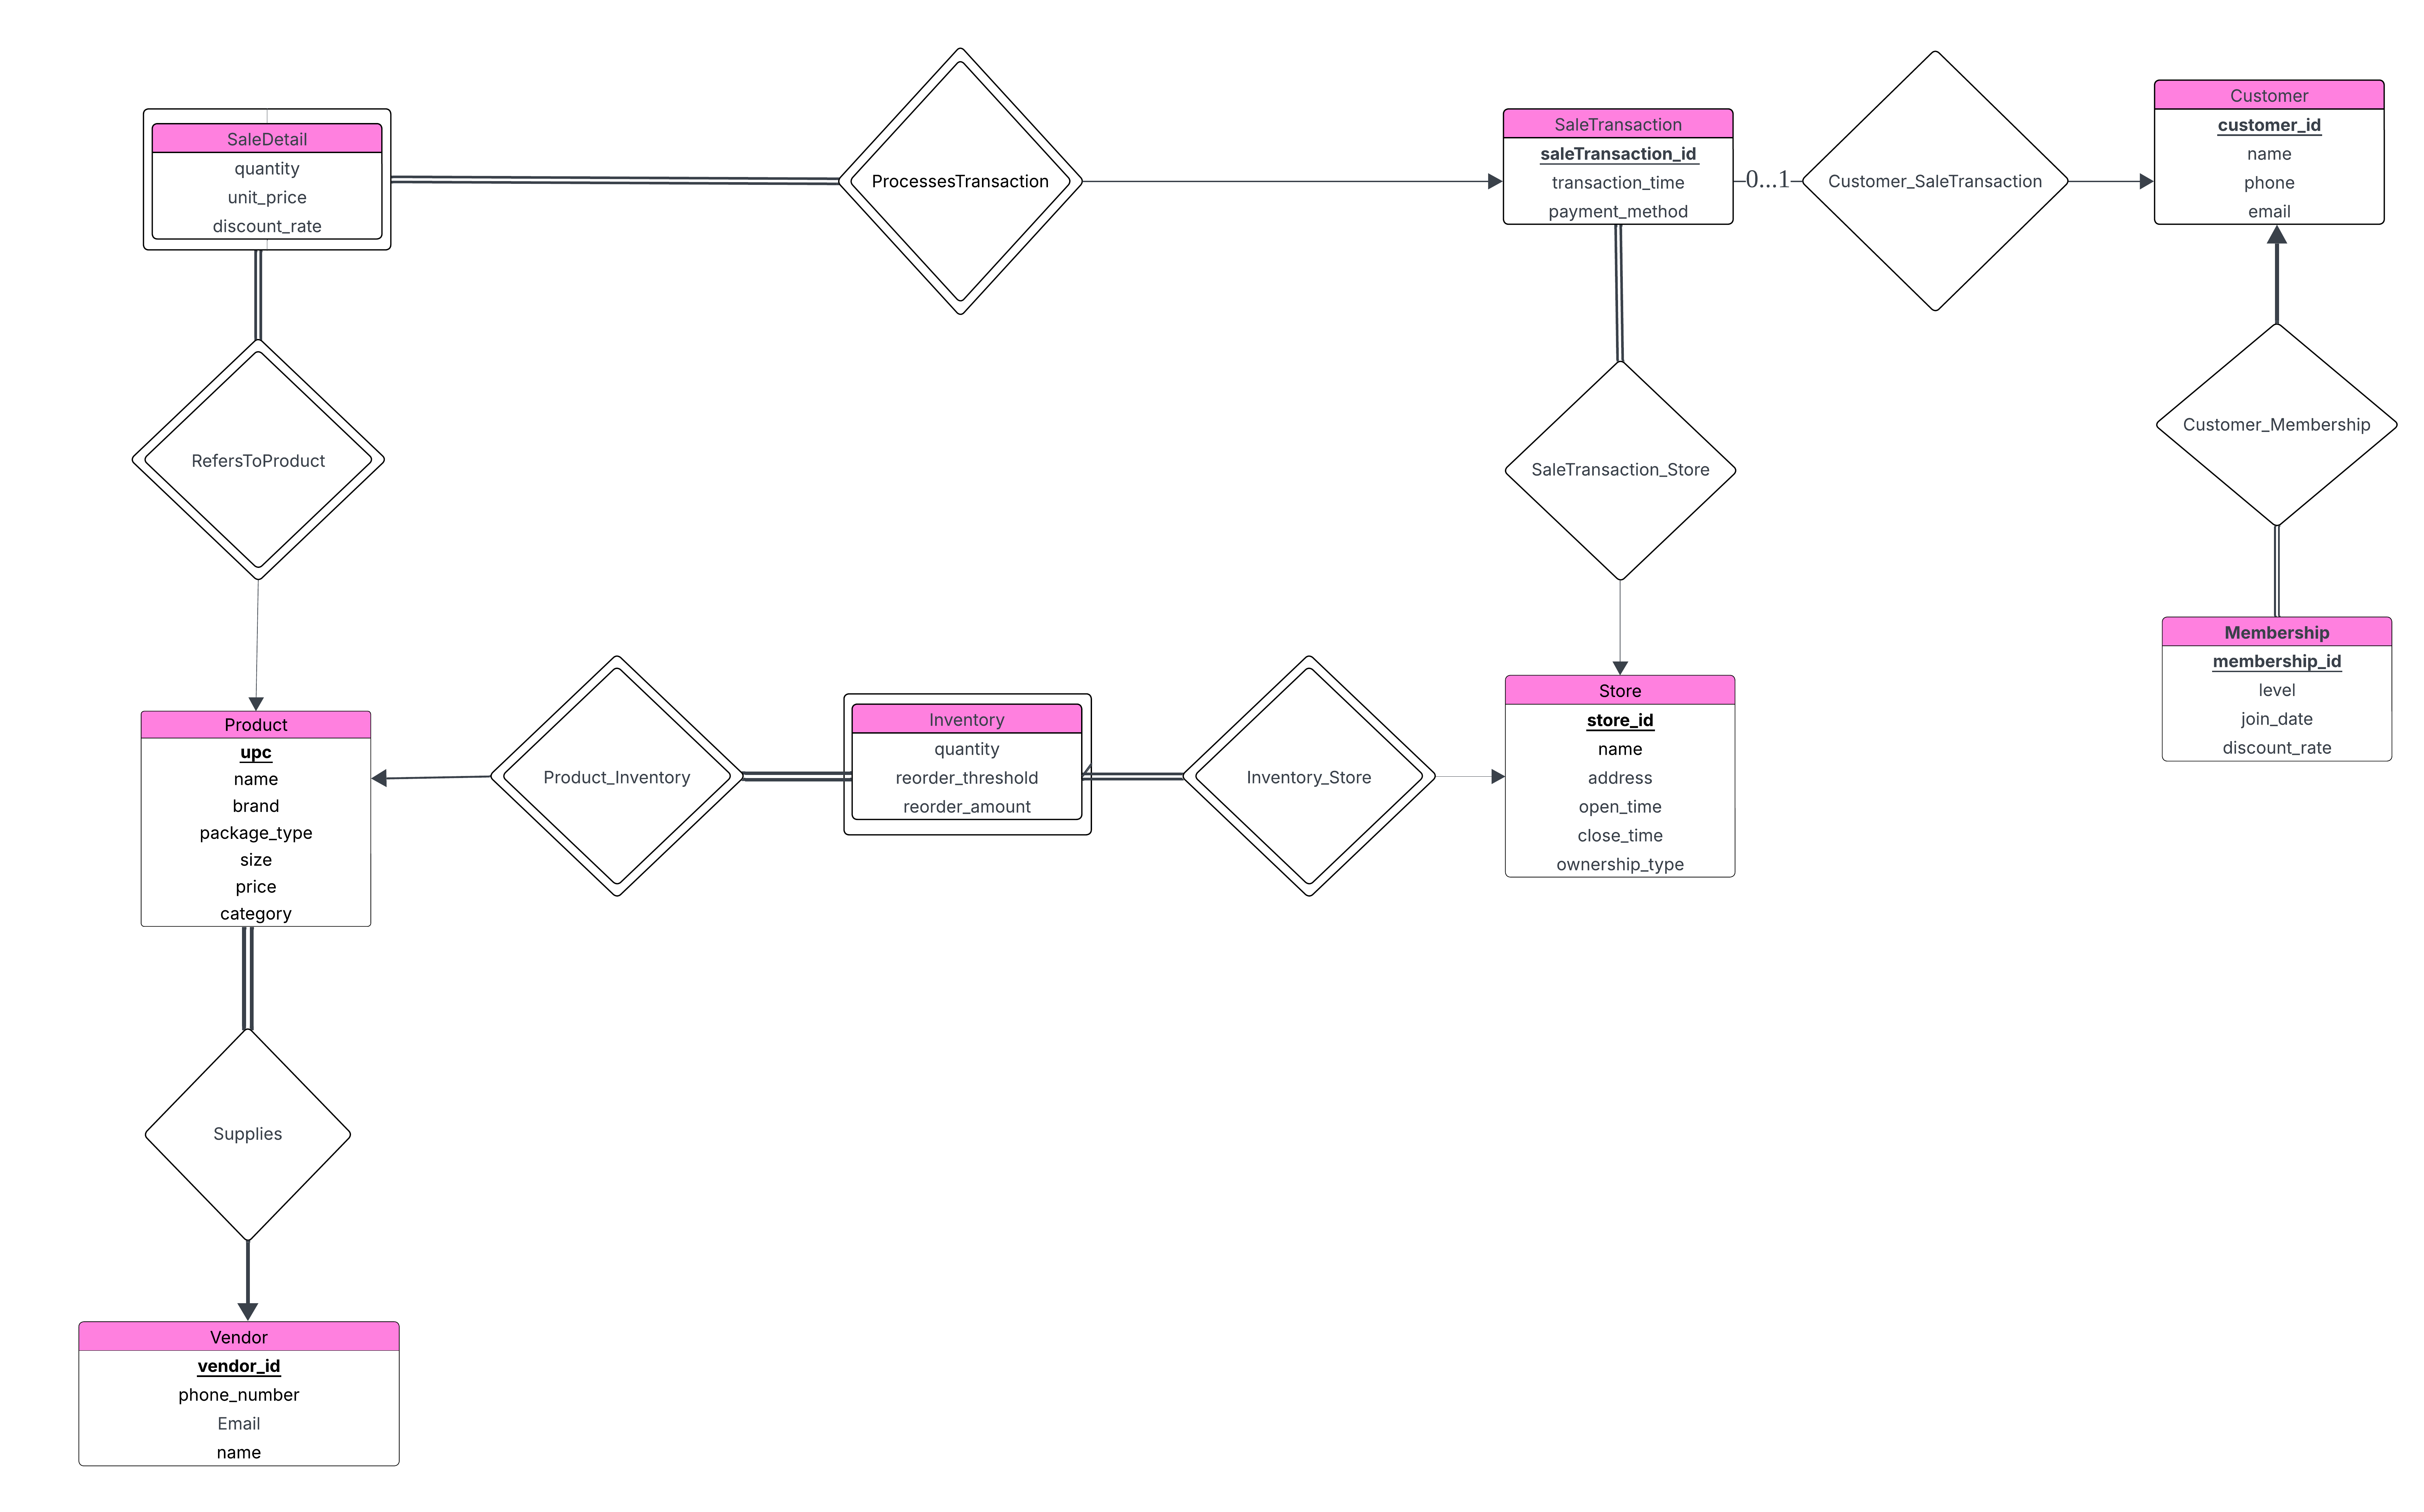 SaleDetail
quantity
unit_price
discount_rate
ProcessesTransaction
SaleTransaction
saleTransaction_id
transaction_time
payment_method
0...1
Customer_SaleTransaction
Customer
customer_id
name
phone
email
RefersToProduct
SaleTransaction_Store
Customer_Membership
Product
upc
name
brand
package_type
size
price
category
Product_Inventory
Inventory
quantity
reorder_threshold
reorder_amount
Inventory_Store
Store
store_id
name
address
open_time
close_time
ownership_type
Membership
membership_id
level
join_date
discount_rate
Supplies
Vendor
vendor_id
phone_number
Email
name